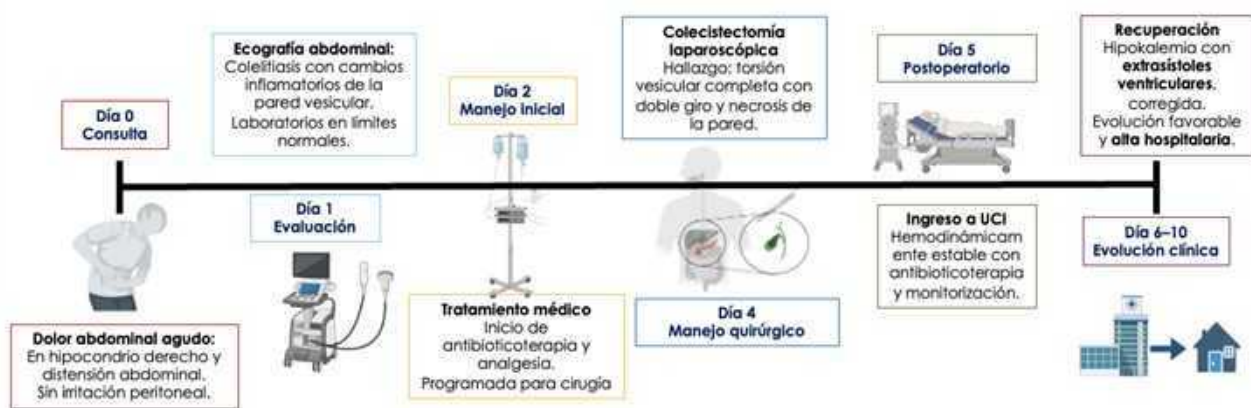 Día 0
Consulta
Dolor abdominal agudo:
En hipocondrio derecho y
distensión abdominal.
Sin irritación peritoneal.
Ecografía abdominal:
Colelitiasis con cambios
inflamatorios de la
pared vesicular.
Laboratorios en límites
normales.
Día 1
Evaluación
Día 2
Manejo inicial
Tratamiento médico
Inicio de
antibioticoterapia y
analgesia.
Programada para cirugía
Colecistectomía
laparoscópica
Hallazgo: torsión
vesicular completa con
doble giro y necrosis de
la pared.
Día 4
Manejo quirúrgico
Día 5
Postoperatorio
Ingreso a UCI
Hemodinámicam
ente estable con
antibioticoterapia
y monitorización.
Recuperación
Hipokalemia con
extrasístoles
ventriculares,
corregida.
Evolución favorable
y alta hospitalaria.
Día 6–10
Evolución clínica